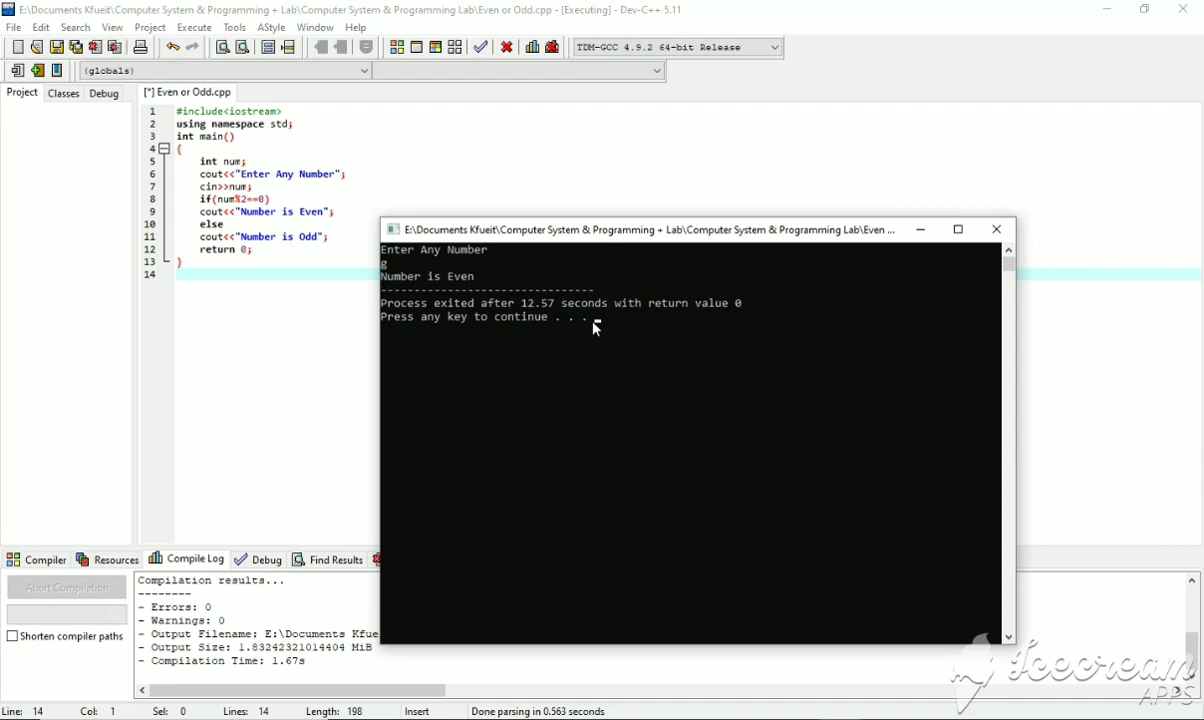 E:\Documents Kfueit\Computer System & Programming + Lab\Computer System & Programming Lab\Even or Odd.cpp - [Executing] - Dev-C++ 5.11
File Edit Search View Project Execute Tools AStyle Window Help
TDM-GCC 4.9.2 64-bit Release
(globals)
Project Classes Debug [*] Even or Odd.cpp
1 #include<iostream>
2 using namespace std;
3 int main()
4 {
5 int num;
6 cout<<"Enter Any Number";
7 cin>>num;
8 if(num%2==0)
9 cout<<"Number is Even";
10 else
11 cout<<"Number is Odd";
12 return 0;
13 }
14
E:\Documents Kfueit\Computer System & Programming + Lab\Computer System & Programming Lab\Even ...
Enter Any Number
g
Number is Even
--------------------------------
Process exited after 12.57 seconds with return value 0
Press any key to continue . . .
Compiler Resources Compile Log Debug Find Results
Abort Compilation
Shorten compiler paths
Compilation results...
--------
- Errors: 0
- Warnings: 0
- Output Filename: E:\Documents Kfue
- Output Size: 1.83242321014404 MiB
- Compilation Time: 1.67s
Icecream
APPS
Line: 14 Col: 1 Sel: 0 Lines: 14 Length: 198 Insert Done parsing in 0.563 seconds